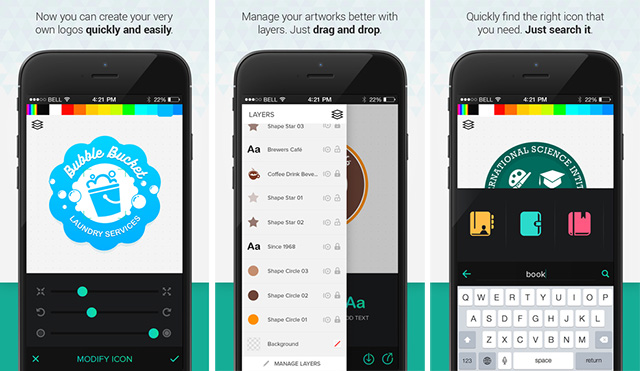 Now you can create your very
own logos quickly and easily.
BELL
4:21 PM
22%
Bubble Bucket
LAUNDRY SERVICES
MODIFY ICON
Manage your artworks better with
layers. Just drag and drop.
BELL
4:21 PM
22%
LAYERS
Shape Star 03
Aa Brewers Café
Coffee Drink Beve...
Shape Star 01
Shape Star 02
Aa Since 1968
Shape Circle 03
Shape Circle 02
Shape Circle 01
Background
MANAGE LAYERS
Aa
DD TEXT
Quickly find the right icon that
you need. Just search it.
BELL
4:21 PM
22%
ERNATIONAL SCIENCE INTIT
book
Q W E R T Y U I O P
A S D F G H J K L
Z X C V B N M
123
space
return